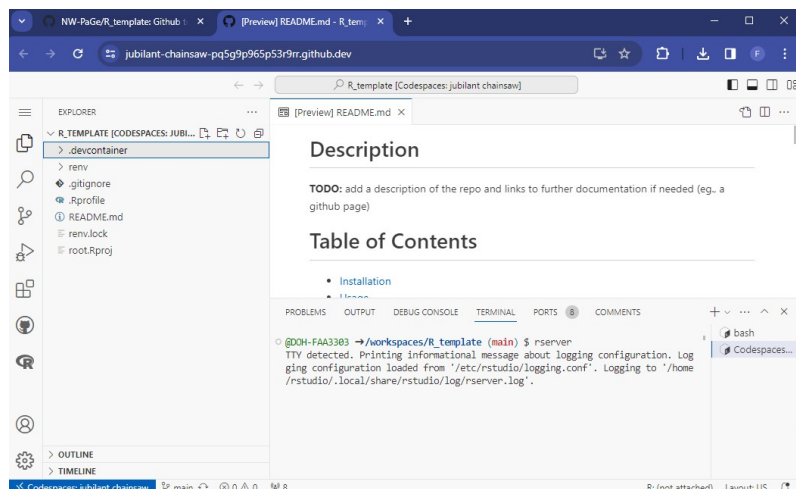 NW-PaGe/R_template: Github t
[Preview] README.md - R_temp
jubilant-chainsaw-pq5g9p965p53r9rr.github.dev
F
R_template [Codespaces: jubilant chainsaw]
EXPLORER
[Preview] README.md
R_TEMPLATE [CODESPACES: JUBI...
.devcontainer
renv
.gitignore
.Rprofile
README.md
renv.lock
root.Rproj
OUTLINE
TIMELINE
Description
TODO: add a description of the repo and links to further documentation if needed (eg., a
github page)
Table of Contents
Installation
Usage
PROBLEMS OUTPUT DEBUG CONSOLE TERMINAL PORTS 8 COMMENTS
@DOH-FAA3303 ➜/workspaces/R_template (main) $ rserver
TTY detected. Printing informational message about logging configuration. Log
ging configuration loaded from '/etc/rstudio/logging.conf'. Logging to '/home
/rstudio/.local/share/rstudio/log/rserver.log'.
bash
Codespaces...
Codespaces: jubilant chainsaw main 0 0 8 R: (not attached) Layout: US